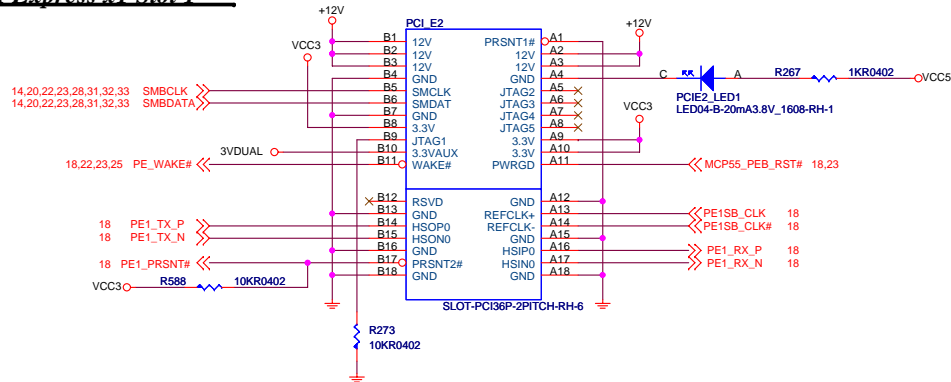 +12V
PCI_E2
+12V
VCC3
B1 12V PRSNT1# A1
B2 12V 12V A2
B3 12V 12V A3
B4 GND GND A4
C A R267 1KR0402 VCC5
14,20,22,23,28,31,32,33 SMBCLK B5 SMCLK JTAG2 A5
PCIE2_LED1
14,20,22,23,28,31,32,33 SMBDATA B6 SMDAT JTAG3 A6
LED04-B-20mA3.8V_1608-RH-1
B7 GND JTAG4 A7
VCC3
B8 3.3V JTAG5 A8
B9 JTAG1 3.3V A9
3VDUAL B10 3.3VAUX 3.3V A10
18,22,23,25 PE_WAKE# B11 WAKE# PWRGD A11 MCP55_PEB_RST# 18,23
B12 RSVD GND A12
B13 GND REFCLK+ A13 PE1SB_CLK 18
18 PE1_TX_P B14 HSOP0 REFCLK- A14 PE1SB_CLK# 18
18 PE1_TX_N B15 HSON0 GND A15
B16 GND HSIP0 A16 PE1_RX_P 18
18 PE1_PRSNT# B17 PRSNT2# HSIN0 A17 PE1_RX_N 18
B18 GND GND A18
VCC3 R588 10KR0402
SLOT-PCI36P-2PITCH-RH-6
R273
10KR0402